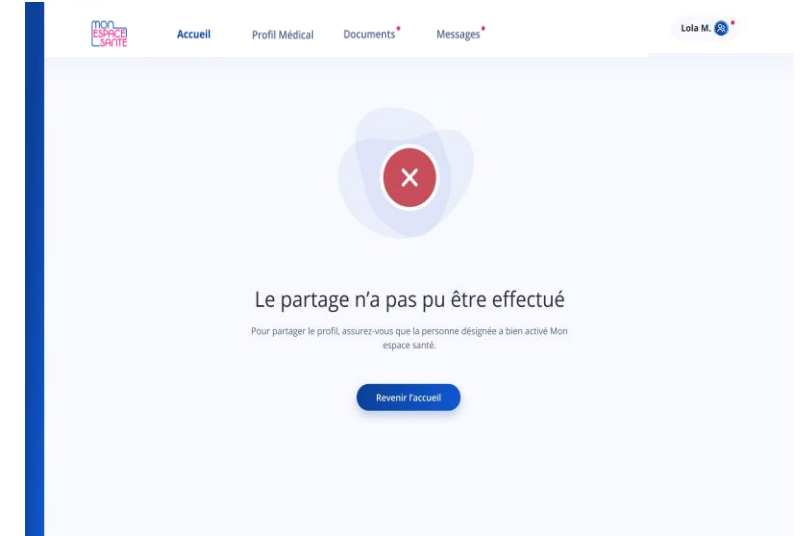 mon
ESPACE
SANTÉ
Accueil
Profil Médical
Documents
Messages
Lola M.
Le partage n'a pas pu être effectué
Pour partager le profil, assurez-vous que la personne désignée a bien activé Mon
espace santé.
Revenir l'accueil